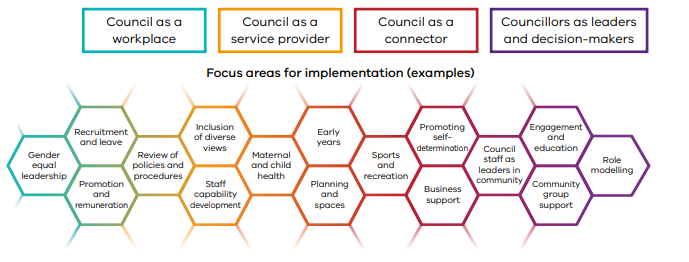 Council as a
workplace
Council as a
service provider
Council as a
connector
Councillors as leaders
and decision-makers
Focus areas for implementation (examples)
Gender
equal
leadership
Recruitment
and leave
Promotion
and
remuneration
Review of
policies and
procedures
Inclusion
of diverse
views
Staff
capability
development
Maternal
and child
health
Early
years
Planning
and
spaces
Sports
and
recreation
Promoting
self-
determination
Business
support
Council
staff as
leaders in
community
Engagement
and
education
Community
group
support
Role
modelling